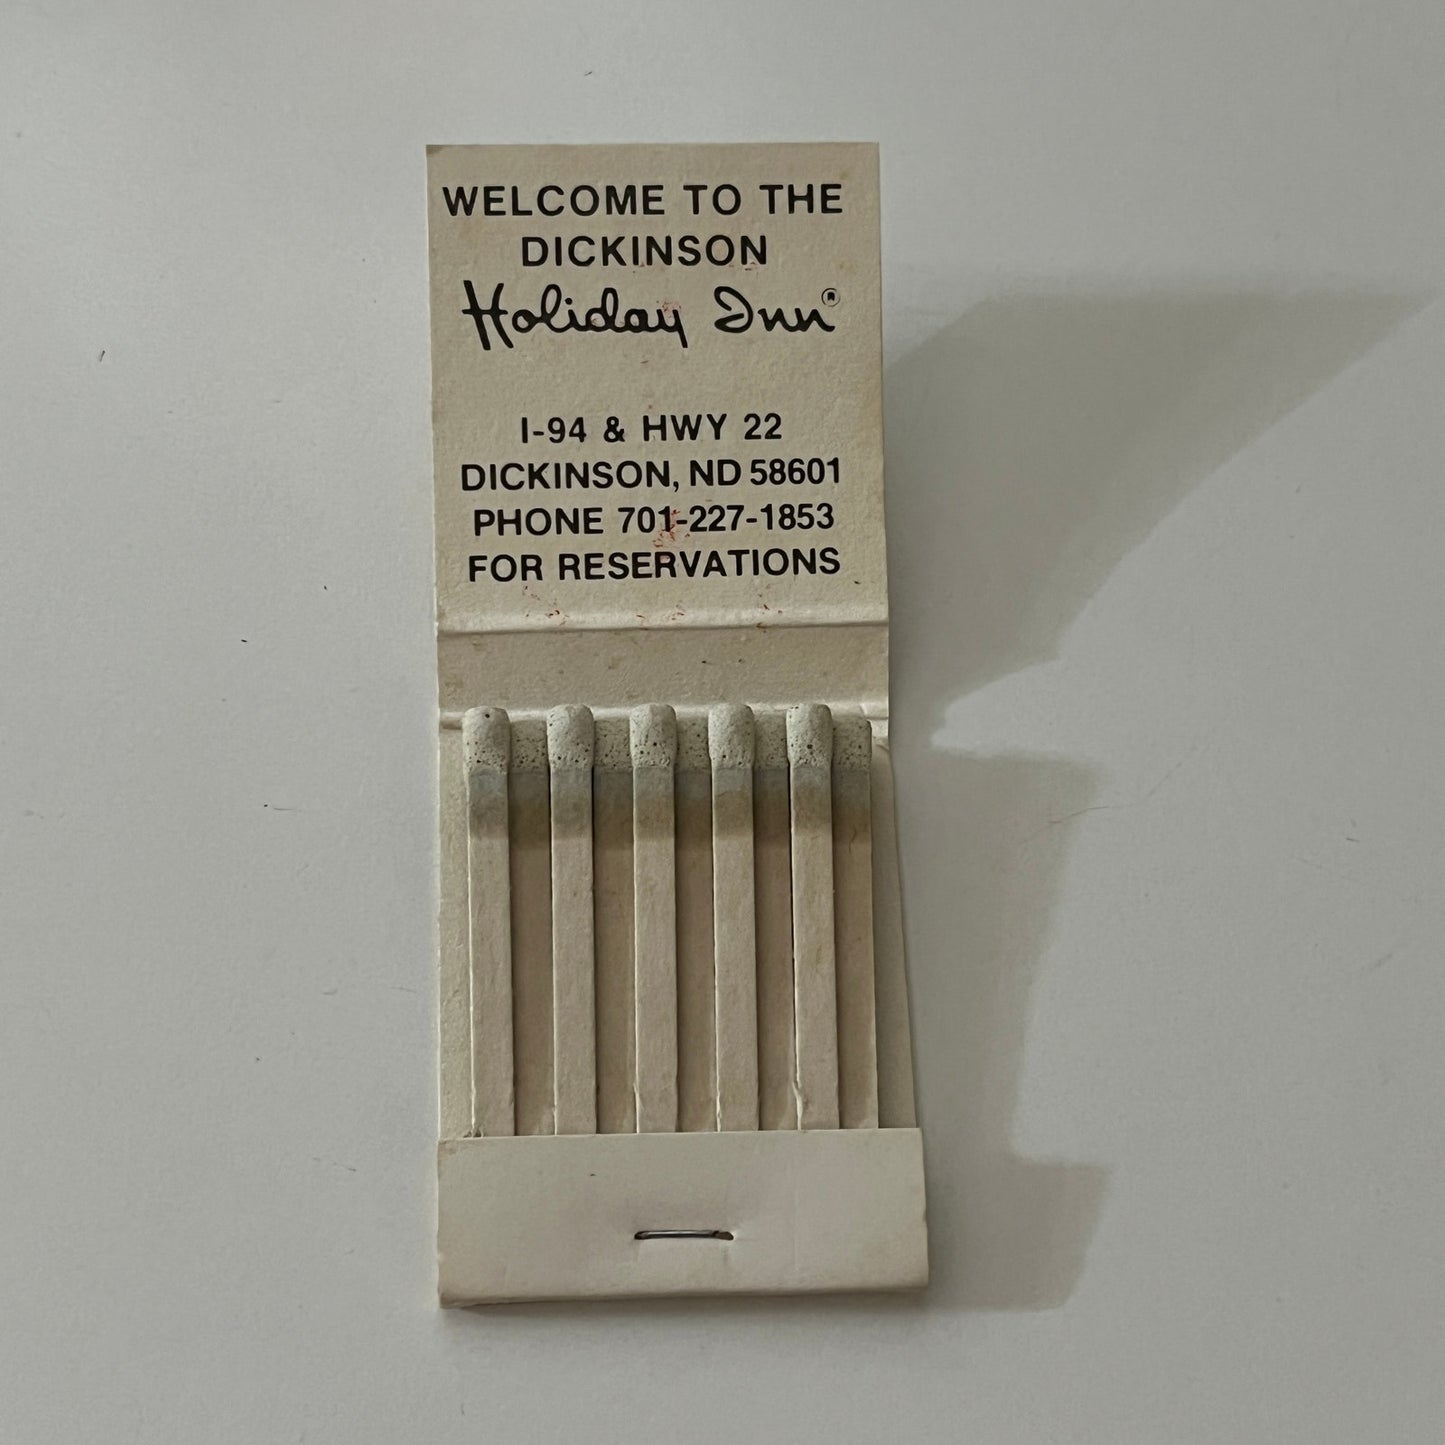 WELCOME TO THE
DICKINSON
Holiday Inn®
I-94 & HWY 22
DICKINSON, ND 58601
PHONE 701-227-1853
FOR RESERVATIONS